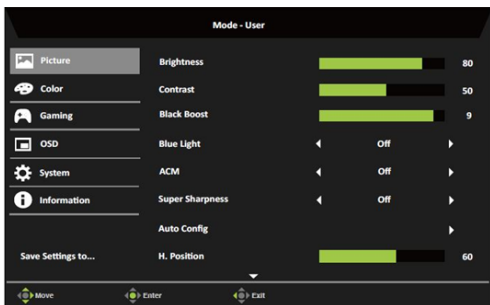 Mode - User
Picture
Brightness 80
Color
Contrast 50
Gaming
Black Boost 9
OSD
Blue Light Off
System
ACM Off
Information
Super Sharpness Off
Auto Config
Save Settings to...
H. Position 60
Move Enter Exit